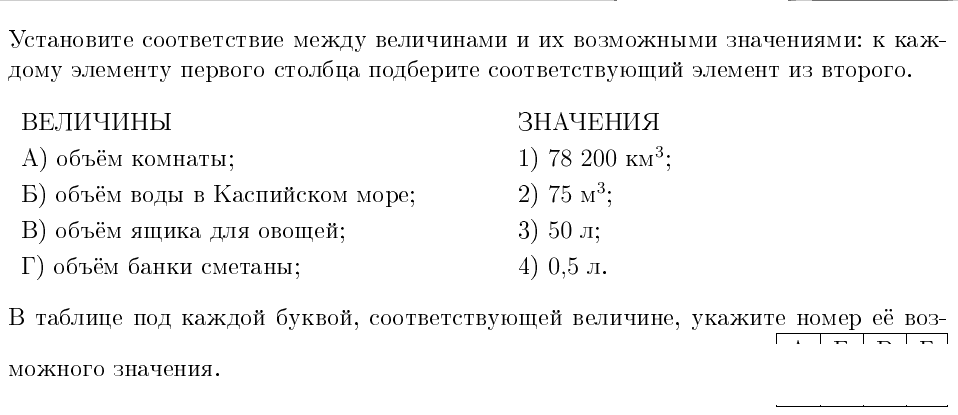 Установите соответствие между величинами и их возможными значениями: к каж-
дому элементу первого столбца подберите соответствующий элемент из второго.
ВЕЛИЧИНЫ ЗНАЧЕНИЯ
А) объём комнаты; 1) 78 200 км³;
Б) объём воды в Каспийском море; 2) 75 м³;
В) объём ящика для овощей; 3) 50 л;
Г) объём банки сметаны; 4) 0,5 л.
В таблице под каждой буквой, соответствующей величине, укажите номер её воз-
можного значения.